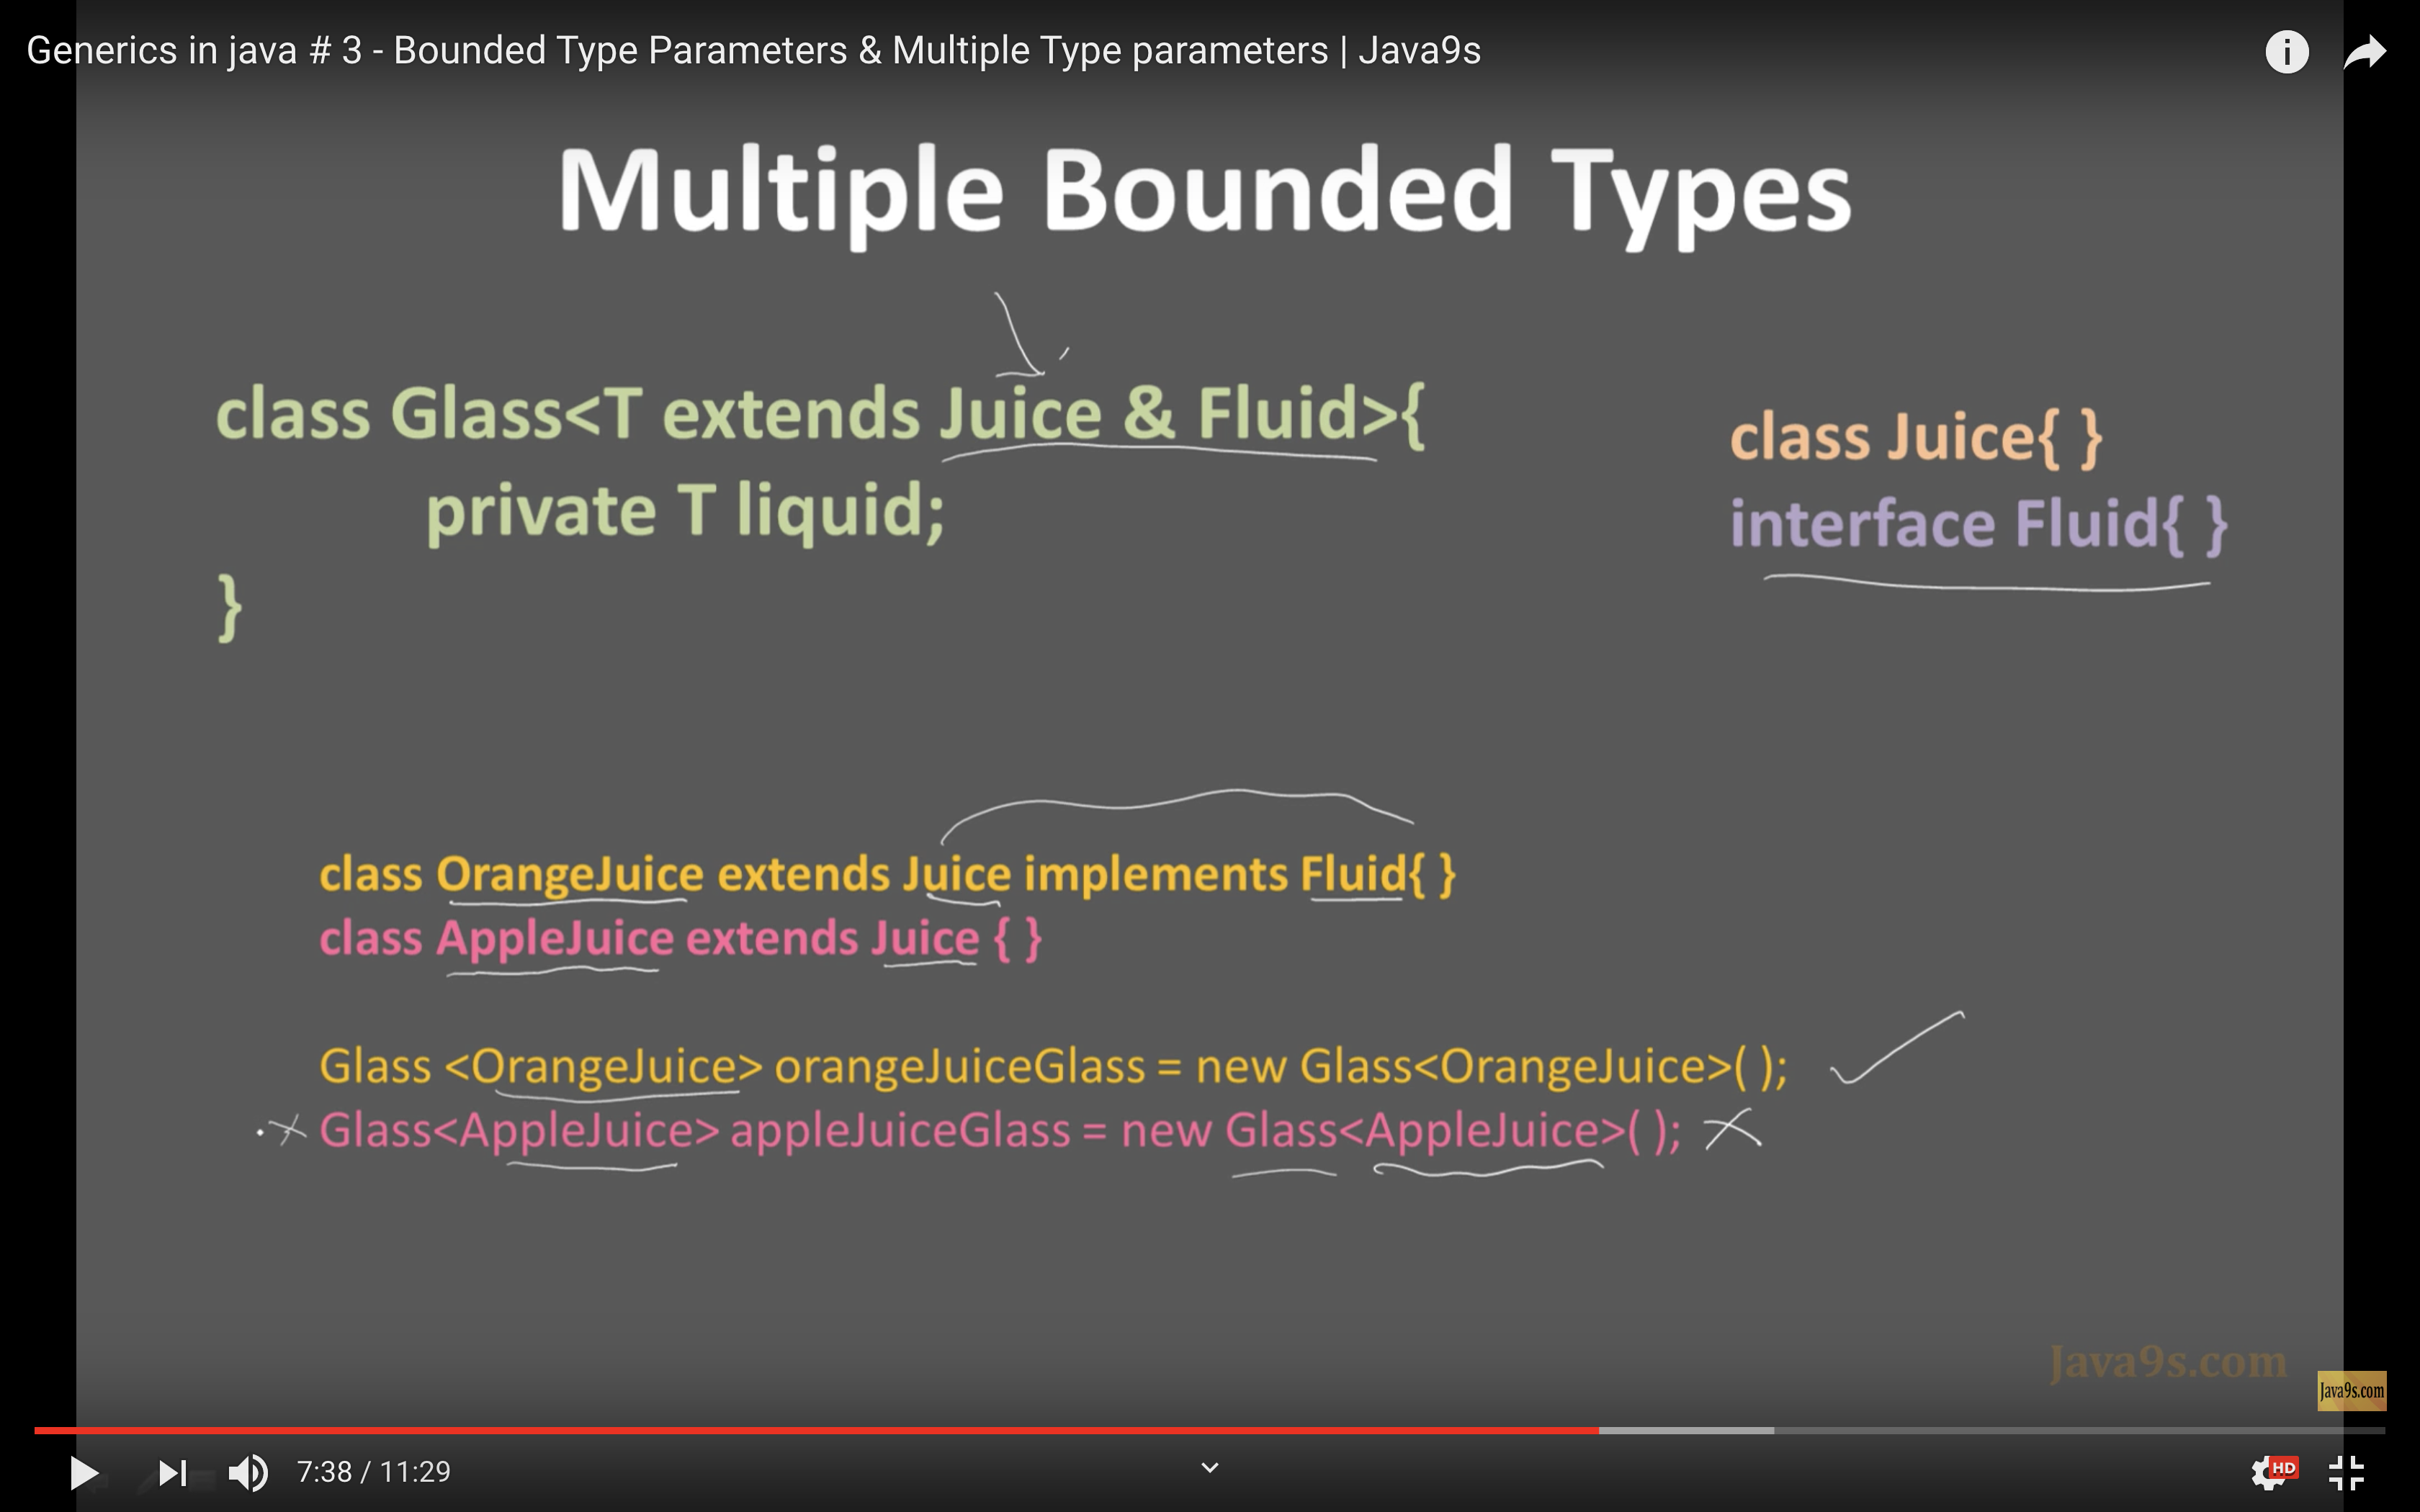 Generics in java # 3 - Bounded Type Parameters & Multiple Type parameters | Java9s
Multiple Bounded Types
class Glass<T extends Juice & Fluid>{
private T liquid;
}
class Juice{ }
interface Fluid{ }
class OrangeJuice extends Juice implements Fluid{ }
class AppleJuice extends Juice { }
Glass <OrangeJuice> orangeJuiceGlass = new Glass<OrangeJuice>( );
Glass<AppleJuice> appleJuiceGlass = new Glass<AppleJuice>( );
Java9s.com
Java9s.com
7:38 / 11:29
HD